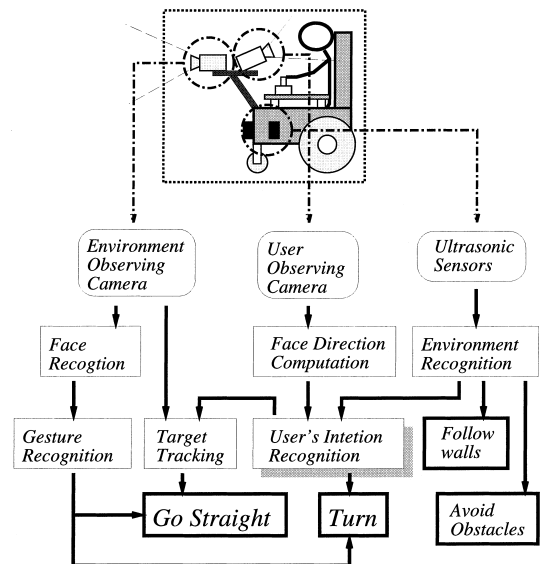 Environment
Observing
Camera
User
Observing
Camera
Ultrasonic
Sensors
Face
Recogtion
Face Direction
Computation
Environment
Recognition
Gesture
Recognition
Target
Tracking
User's Intetion
Recognition
Follow
walls
Go Straight
Turn
Avoid
Obstacles